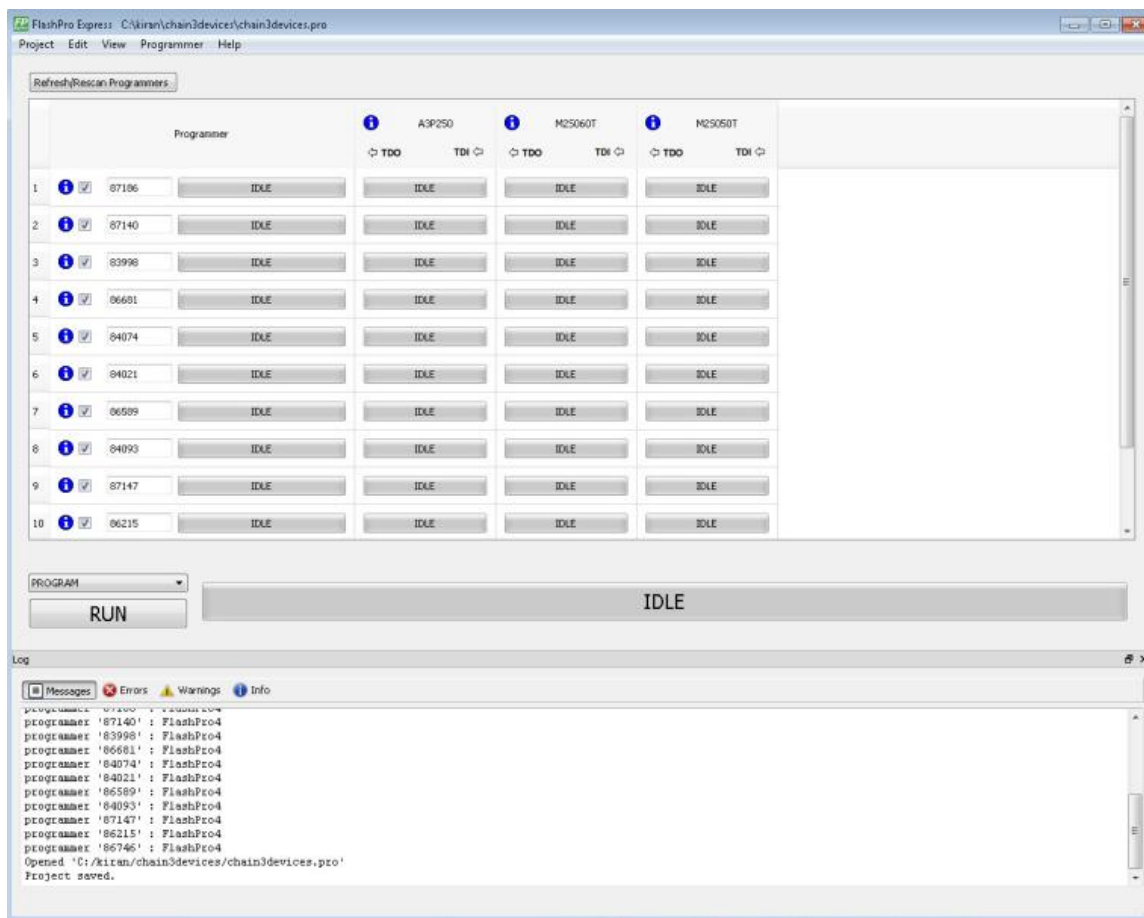 FlashPro Express C:\kiran\chain3devices\chain3devices.pro
Project Edit View Programmer Help
Refresh/Rescan Programmers
Programmer A3P250 M2S060T M2S050T
TDO TDI TDO TDI TDO TDI
1 87186 IDLE IDLE IDLE IDLE
2 87140 IDLE IDLE IDLE IDLE
3 83998 IDLE IDLE IDLE IDLE
4 86681 IDLE IDLE IDLE IDLE
5 84074 IDLE IDLE IDLE IDLE
6 84021 IDLE IDLE IDLE IDLE
7 86589 IDLE IDLE IDLE IDLE
8 84093 IDLE IDLE IDLE IDLE
9 87147 IDLE IDLE IDLE IDLE
10 86215 IDLE IDLE IDLE IDLE
PROGRAM
RUN IDLE
Log
Messages Errors Warnings Info
programmer '87140' : FlashPro4
programmer '83998' : FlashPro4
programmer '86681' : FlashPro4
programmer '84074' : FlashPro4
programmer '84021' : FlashPro4
programmer '86589' : FlashPro4
programmer '84093' : FlashPro4
programmer '87147' : FlashPro4
programmer '86215' : FlashPro4
programmer '86746' : FlashPro4
Opened 'C:/kiran/chain3devices/chain3devices.pro'
Project saved.